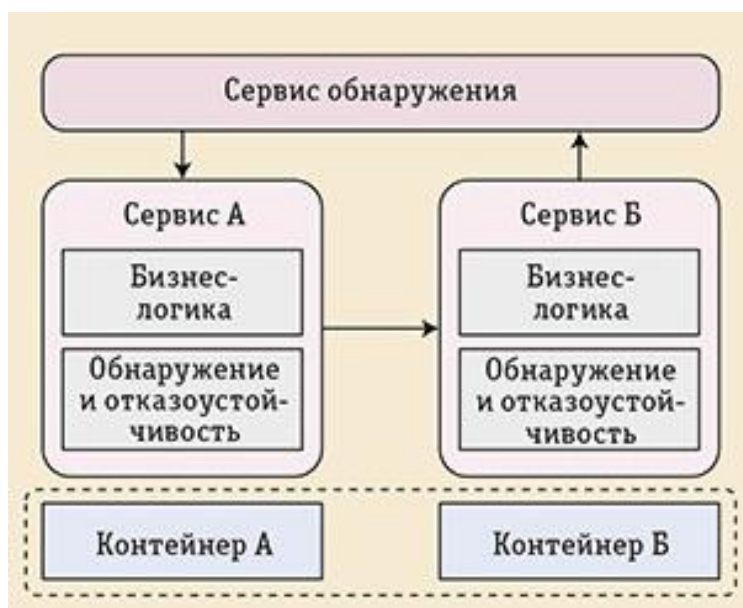 Сервис обнаружения
Сервис А
Бизнес-
логика
Обнаружение
и отказоустой-
чивость
Сервис Б
Бизнес-
логика
Обнаружение
и отказоустой-
чивость
Контейнер А
Контейнер Б